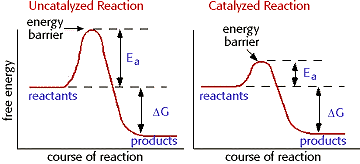 Uncatalyzed Reaction
energy
barrier
Ea
reactants
ΔG
products
free energy
course of reaction
Catalyzed Reaction
energy
barrier
Ea
reactants
ΔG
products
course of reaction